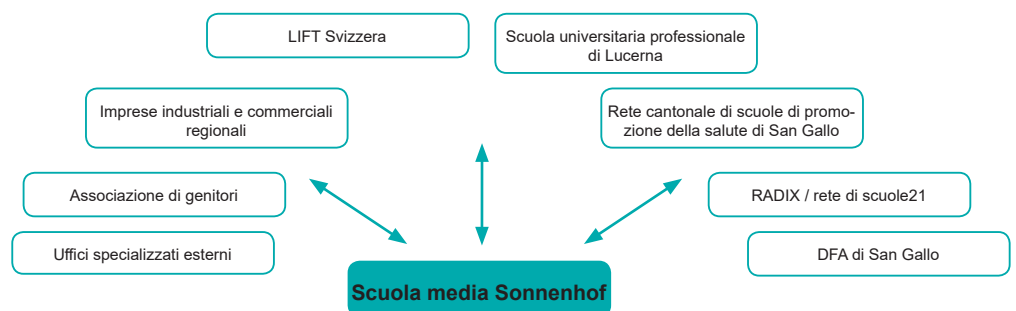 LIFT Svizzera
Scuola universitaria professionale
di Lucerna
Imprese industriali e commerciali
regionali
Rete cantonale di scuole di promo-
zione della salute di San Gallo
Associazione di genitori
RADIX / rete di scuole21
Uffici specializzati esterni
DFA di San Gallo
Scuola media Sonnenhof